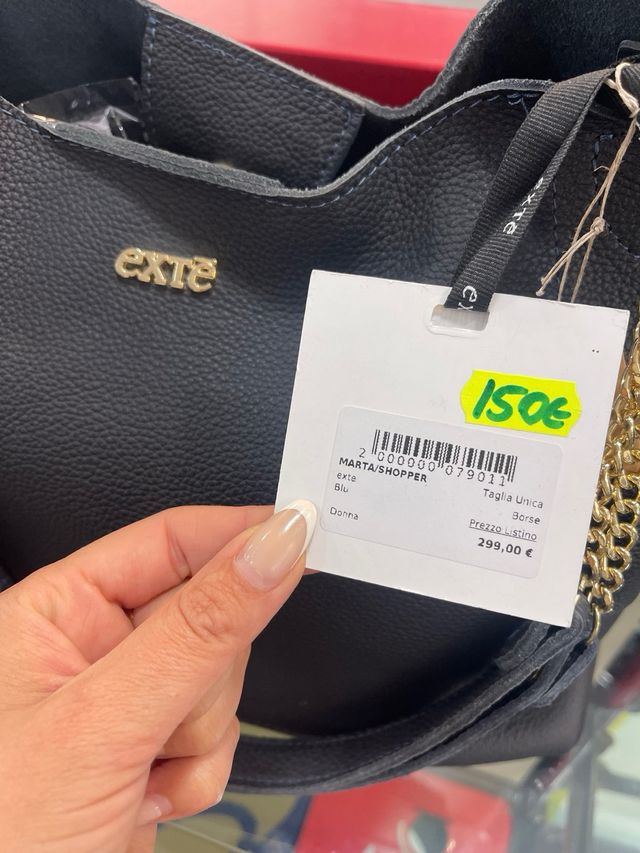 exte
exte
exte
150€
2 000000 079011
MARTA/SHOPPER
exte
Blu
Donna
Taglia Unica
Borse
Prezzo Listino
299,00 €